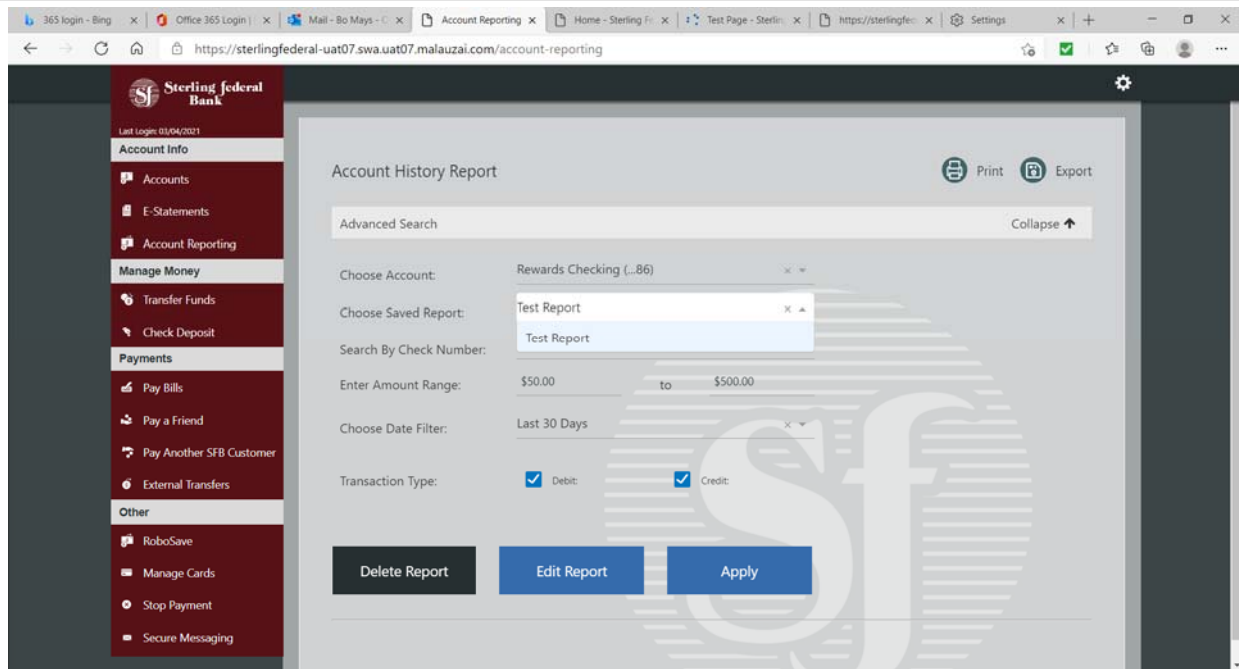 365 login - Bing
Office 365 Login |
Mail - Bo Mays -
Account Reporting
Home - Sterling Fe
Test Page - Sterlin
https://sterlingfed
Settings
https://sterlingfederal-uat07.swa.uat07.malauzai.com/account-reporting
Sf Sterling federal
Bank
Last Login: 03/04/2021
Account Info
Accounts
E-Statements
Account Reporting
Manage Money
Transfer Funds
Check Deposit
Payments
Pay Bills
Pay a Friend
Pay Another SFB Customer
External Transfers
Other
RoboSave
Manage Cards
Stop Payment
Secure Messaging
Account History Report
Print
Export
Advanced Search
Collapse
Choose Account:
Rewards Checking (...86)
Choose Saved Report:
Test Report
Test Report
Search By Check Number:
Enter Amount Range:
$50.00
to
$500.00
Choose Date Filter:
Last 30 Days
Transaction Type:
Debit:
Credit:
Delete Report
Edit Report
Apply
Sf